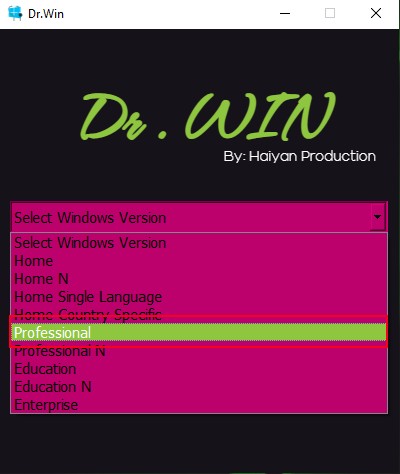 Dr.Win
Dr. WIN
By: Haiyan Production
Select Windows Version
Select Windows Version
Home
Home N
Home Single Language
Home Country Specific
Professional
Professional N
Education
Education N
Enterprise